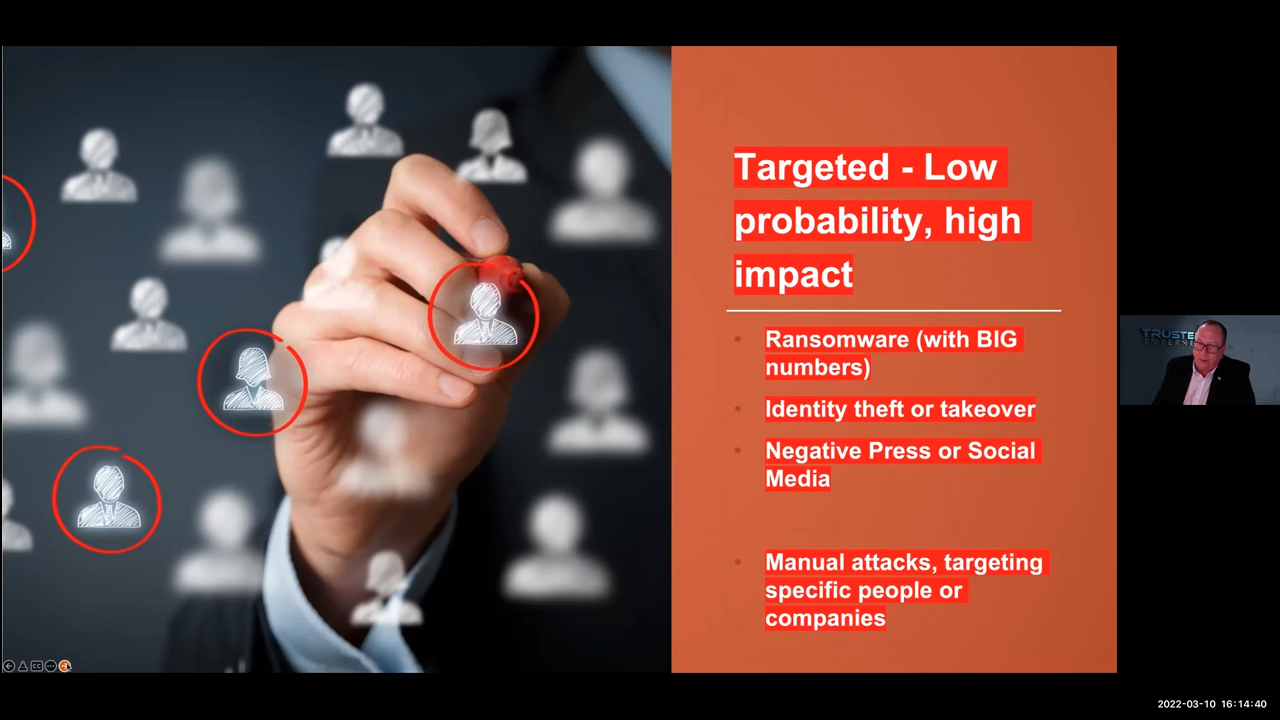 Targeted - Low
probability, high
impact
Ransomware (with BIG
numbers)
Identity theft or takeover
Negative Press or Social
Media
Manual attacks, targeting
specific people or
companies
2022-03-10 16:14:40